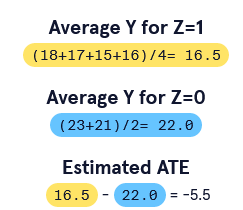 Average Y for Z=1
(18+17+15+16)/4= 16.5
Average Y for Z=0
(23+21)/2= 22.0
Estimated ATE
16.5 - 22.0 = -5.5